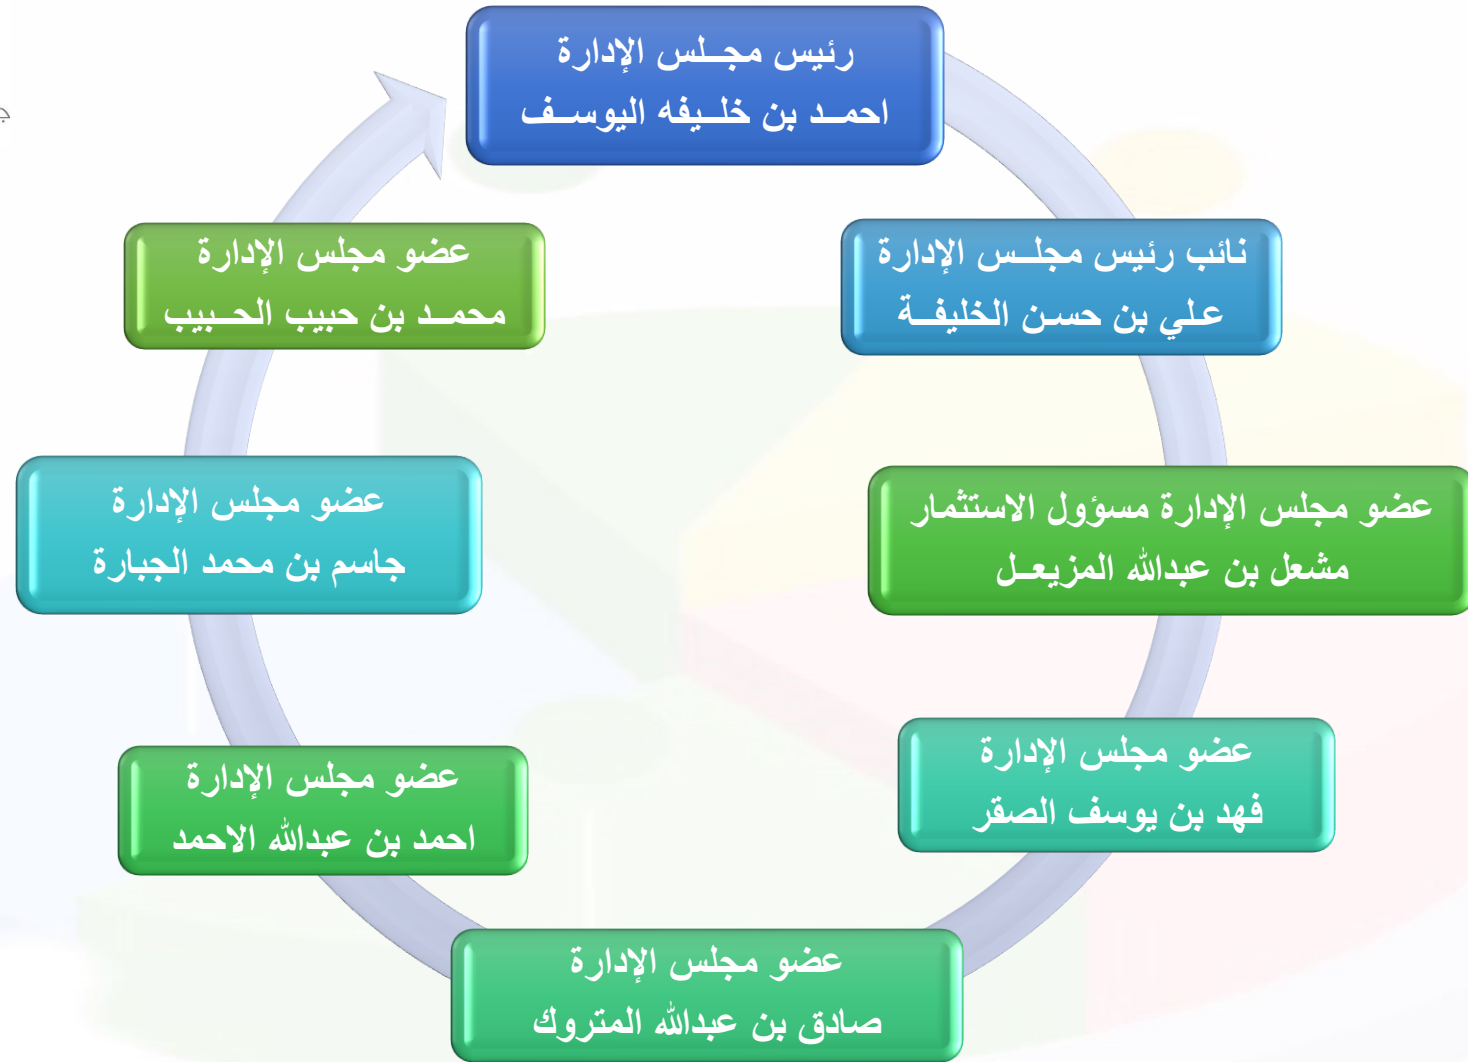 رئيس مجلس الإدارة
احمد بن خليفه اليوسف
نائب رئيس مجلس الإدارة
علي بن حسن الخليفة
عضو مجلس الإدارة مسؤول الاستثمار
مشعل بن عبدالله المزيعل
عضو مجلس الإدارة
فهد بن يوسف الصقر
عضو مجلس الإدارة
صادق بن عبدالله المتروك
عضو مجلس الإدارة
احمد بن عبدالله الاحمد
عضو مجلس الإدارة
جاسم بن محمد الجبارة
عضو مجلس الإدارة
محمد بن حبيب الحبيب